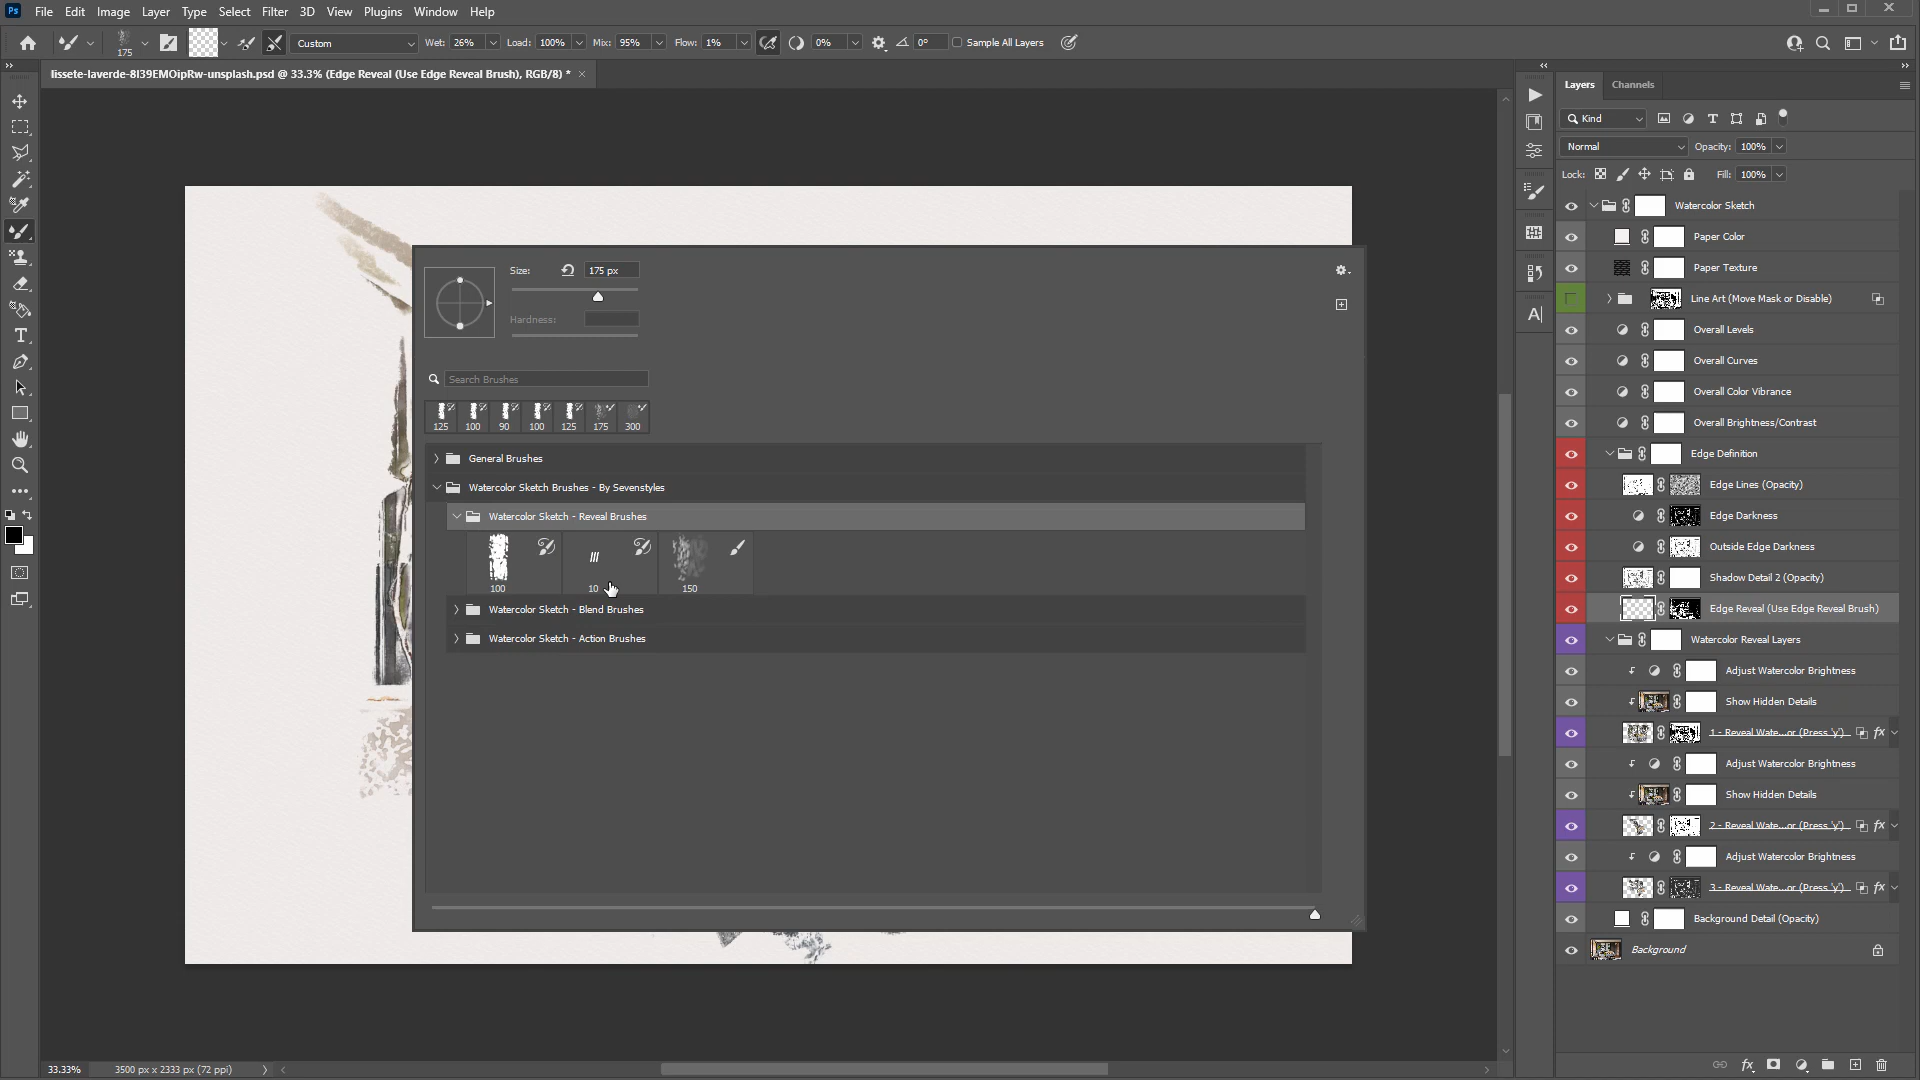 Ps File Edit Image Layer Type Select Filter 3D View Plugins Window Help
175 Custom Wet: 26% Load: 100% Mix: 95% Flow: 1% 0% 0° Sample All Layers
lissete-laverde-8I39EMOipRw-unsplash.psd @ 33.3% (Edge Reveal (Use Edge Reveal Brush), RGB/8) *
Size: 175 px
Hardness:
Search Brushes
125 100 90 100 125 175 300
General Brushes
Watercolor Sketch Brushes - By Sevenstyles
Watercolor Sketch - Reveal Brushes
100 10 150
Watercolor Sketch - Blend Brushes
Watercolor Sketch - Action Brushes
Layers Channels
Kind
Normal Opacity: 100%
Lock: Fill: 100%
Watercolor Sketch
Paper Color
Paper Texture
Line Art (Move Mask or Disable)
Overall Levels
Overall Curves
Overall Color Vibrance
Overall Brightness/Contrast
Edge Definition
Edge Lines (Opacity)
Edge Darkness
Outside Edge Darkness
Shadow Detail 2 (Opacity)
Edge Reveal (Use Edge Reveal Brush)
Watercolor Reveal Layers
Adjust Watercolor Brightness
Show Hidden Details
1 - Reveal Wate...or (Press 'y') fx
Adjust Watercolor Brightness
Show Hidden Details
2 - Reveal Wate...or (Press 'y') fx
Adjust Watercolor Brightness
3 - Reveal Wate...or (Press 'y') fx
Background Detail (Opacity)
Background
33.33% 3500 px x 2333 px (72 ppi)
fx